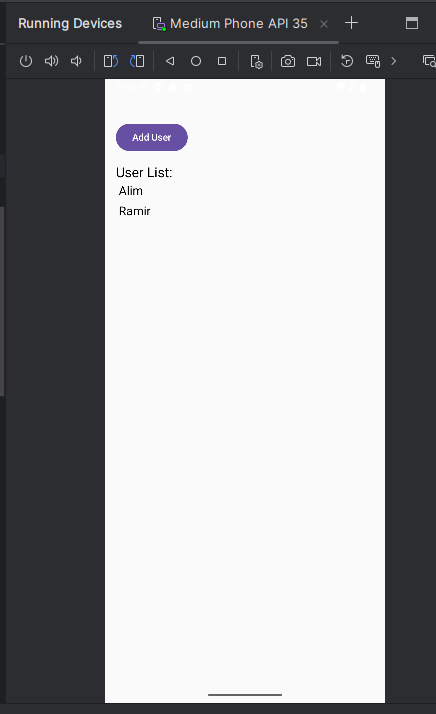 Running Devices
Medium Phone API 35
Add User
User List:
Alim
Ramir